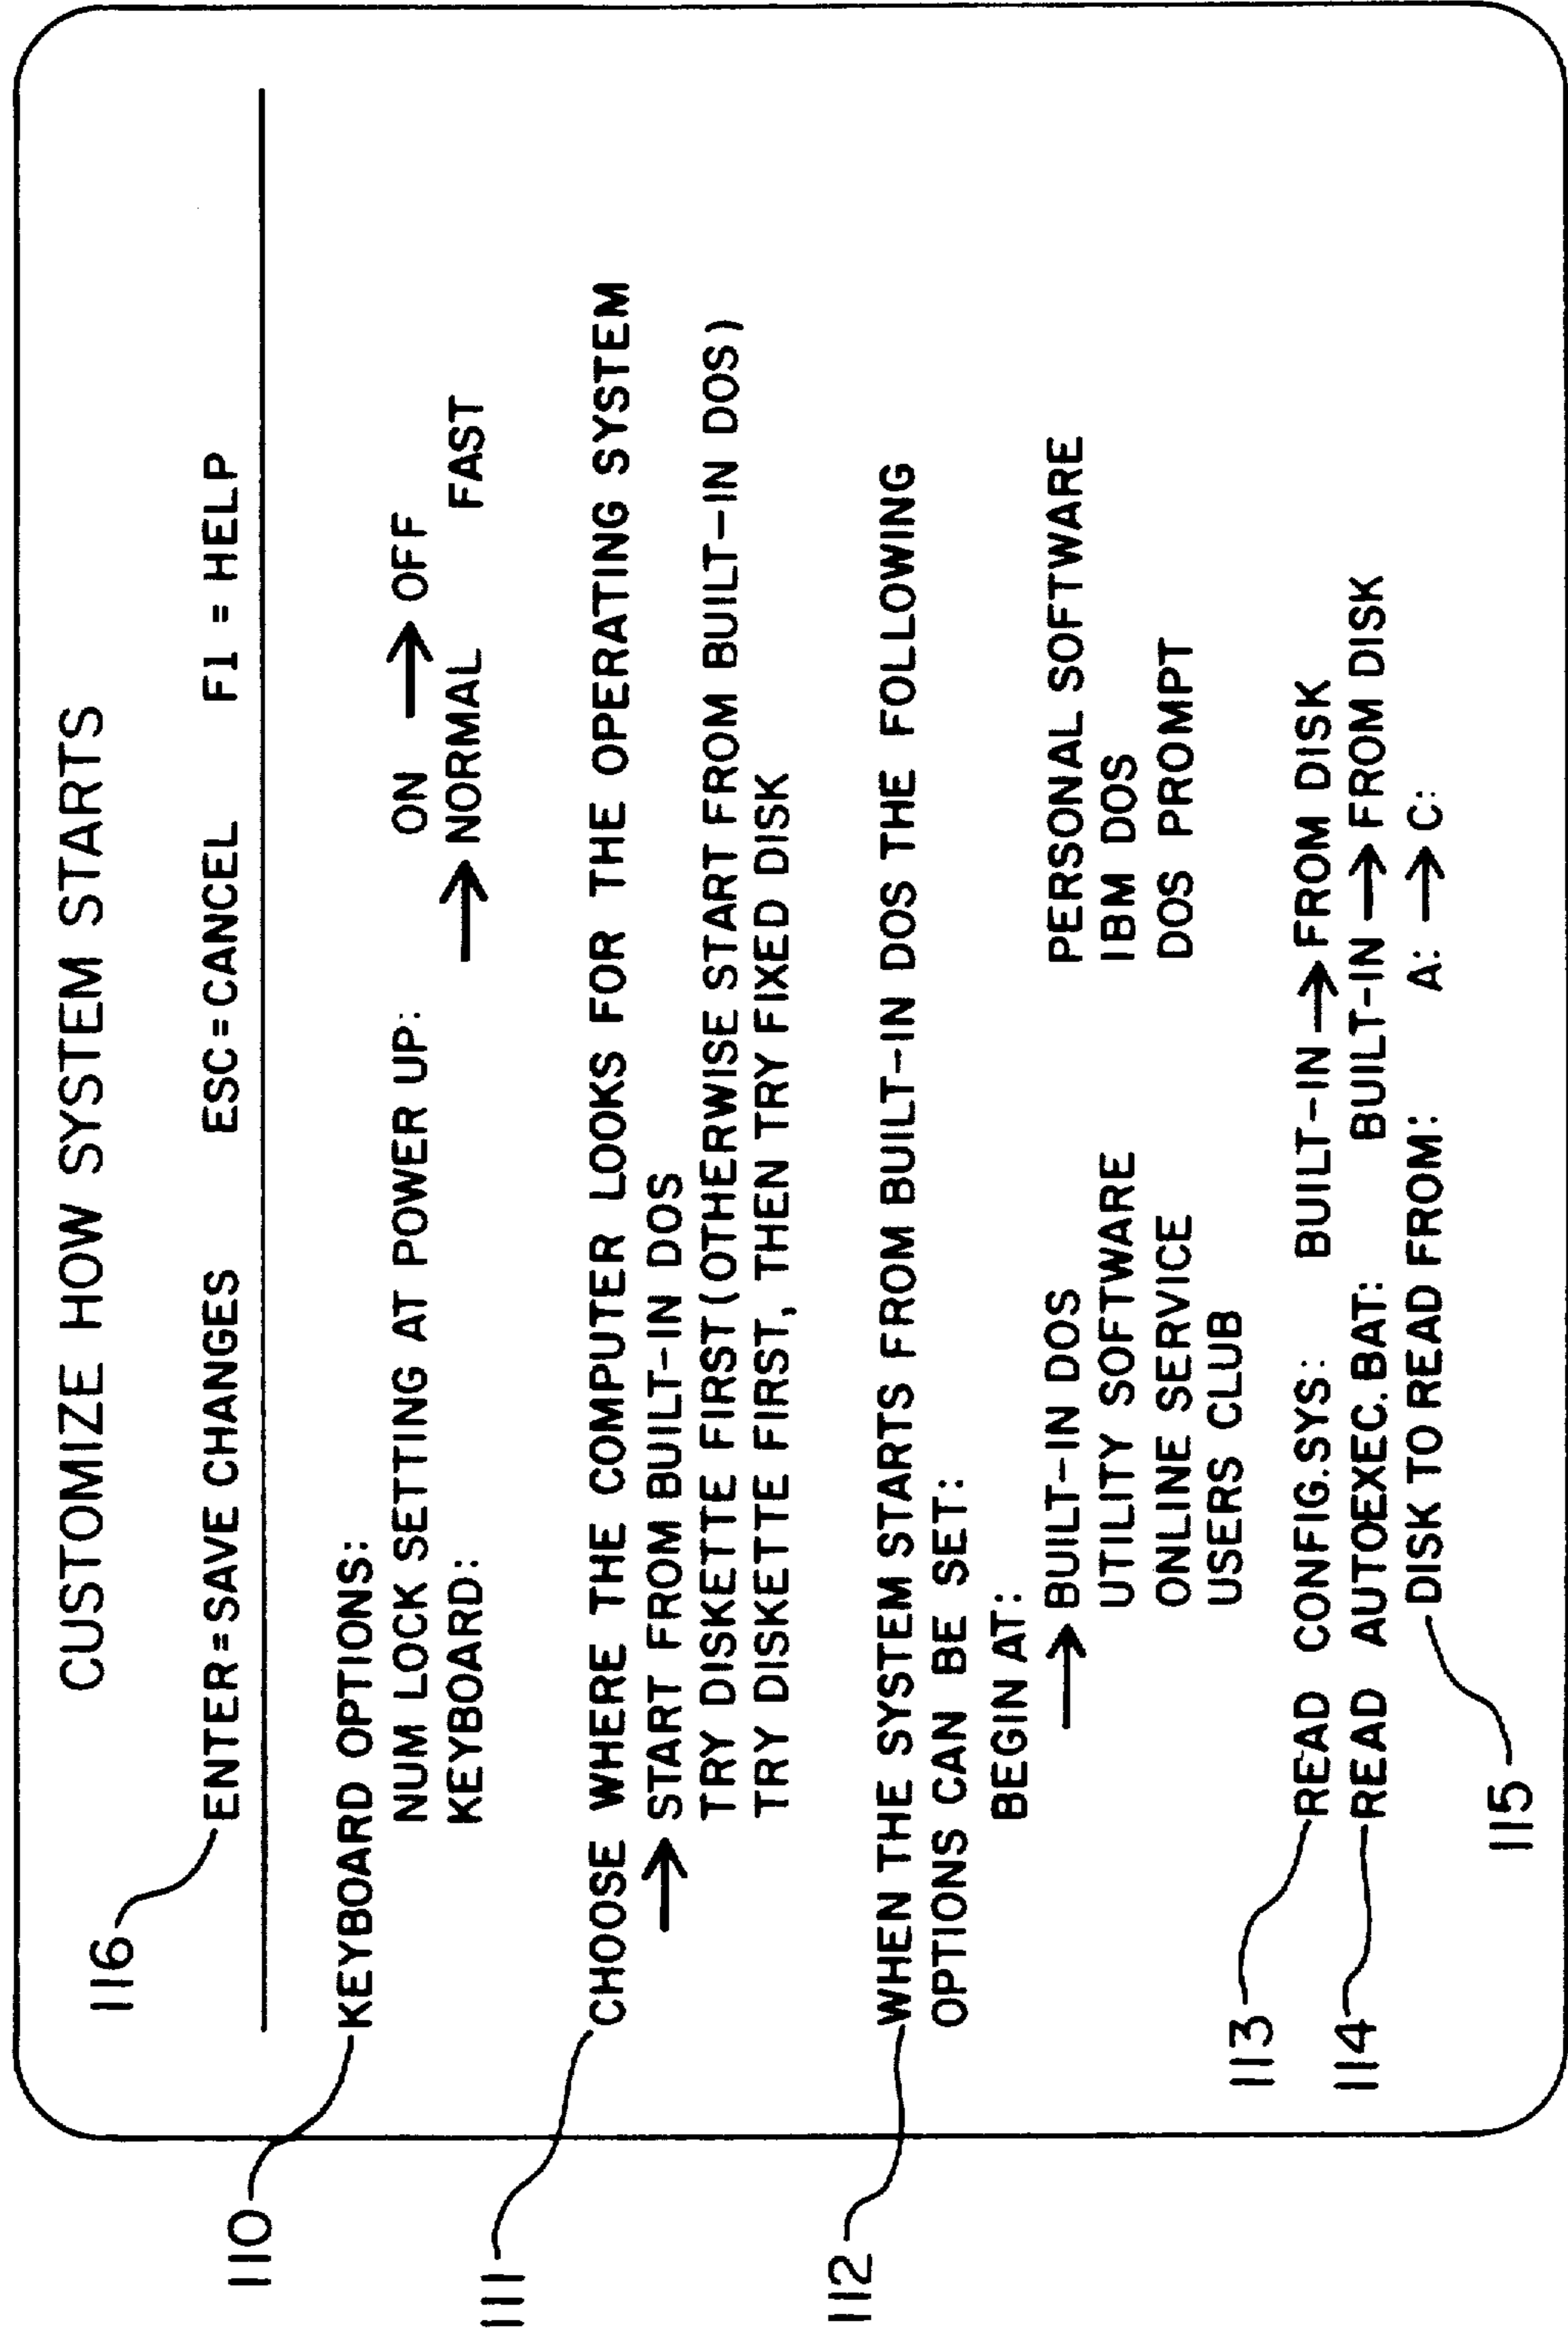 CUSTOMIZE HOW SYSTEM STARTS
116
ENTER=SAVE CHANGES ESC=CANCEL F1=HELP
110
KEYBOARD OPTIONS:
NUM LOCK SETTING AT POWER UP: ON → OFF
KEYBOARD: → NORMAL FAST
111
CHOOSE WHERE THE COMPUTER LOOKS FOR THE OPERATING SYSTEM
→ START FROM BUILT-IN DOS
TRY DISKETTE FIRST(OTHERWISE START FROM BUILT-IN DOS)
TRY DISKETTE FIRST, THEN TRY FIXED DISK
112
WHEN THE SYSTEM STARTS FROM BUILT-IN DOS THE FOLLOWING
OPTIONS CAN BE SET:
BEGIN AT:
→ BUILT-IN DOS PERSONAL SOFTWARE
UTILITY SOFTWARE IBM DOS
ONLINE SERVICE DOS PROMPT
USERS CLUB
113
READ CONFIG.SYS: BUILT-IN → FROM DISK
114
READ AUTOEXEC.BAT: BUILT-IN → FROM DISK
DISK TO READ FROM: A: → C:
115